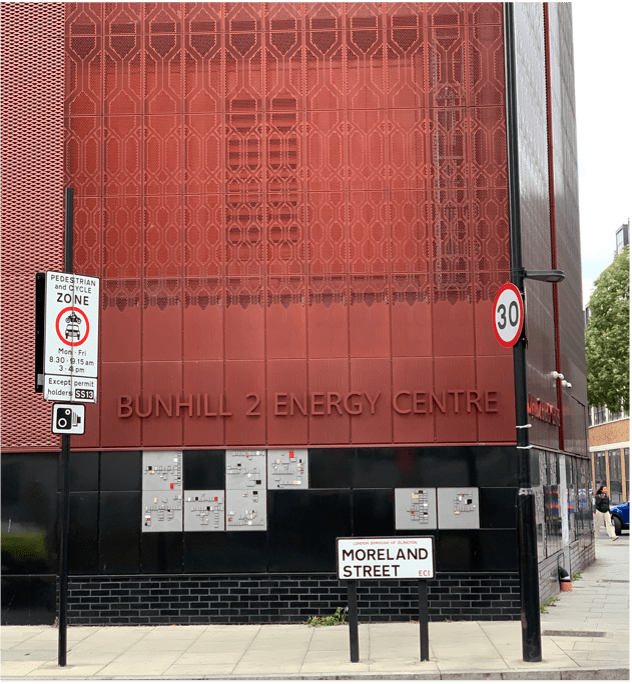 PEDESTRIAN
and CYCLE
ZONE
Mon - Fri
8.30 - 9.15 am
3 - 4 pm
Except permit
holders SS13
30
BUNHILL 2 ENERGY CENTRE
LONDON BOROUGH OF ISLINGTON
MORELAND
STREET EC1